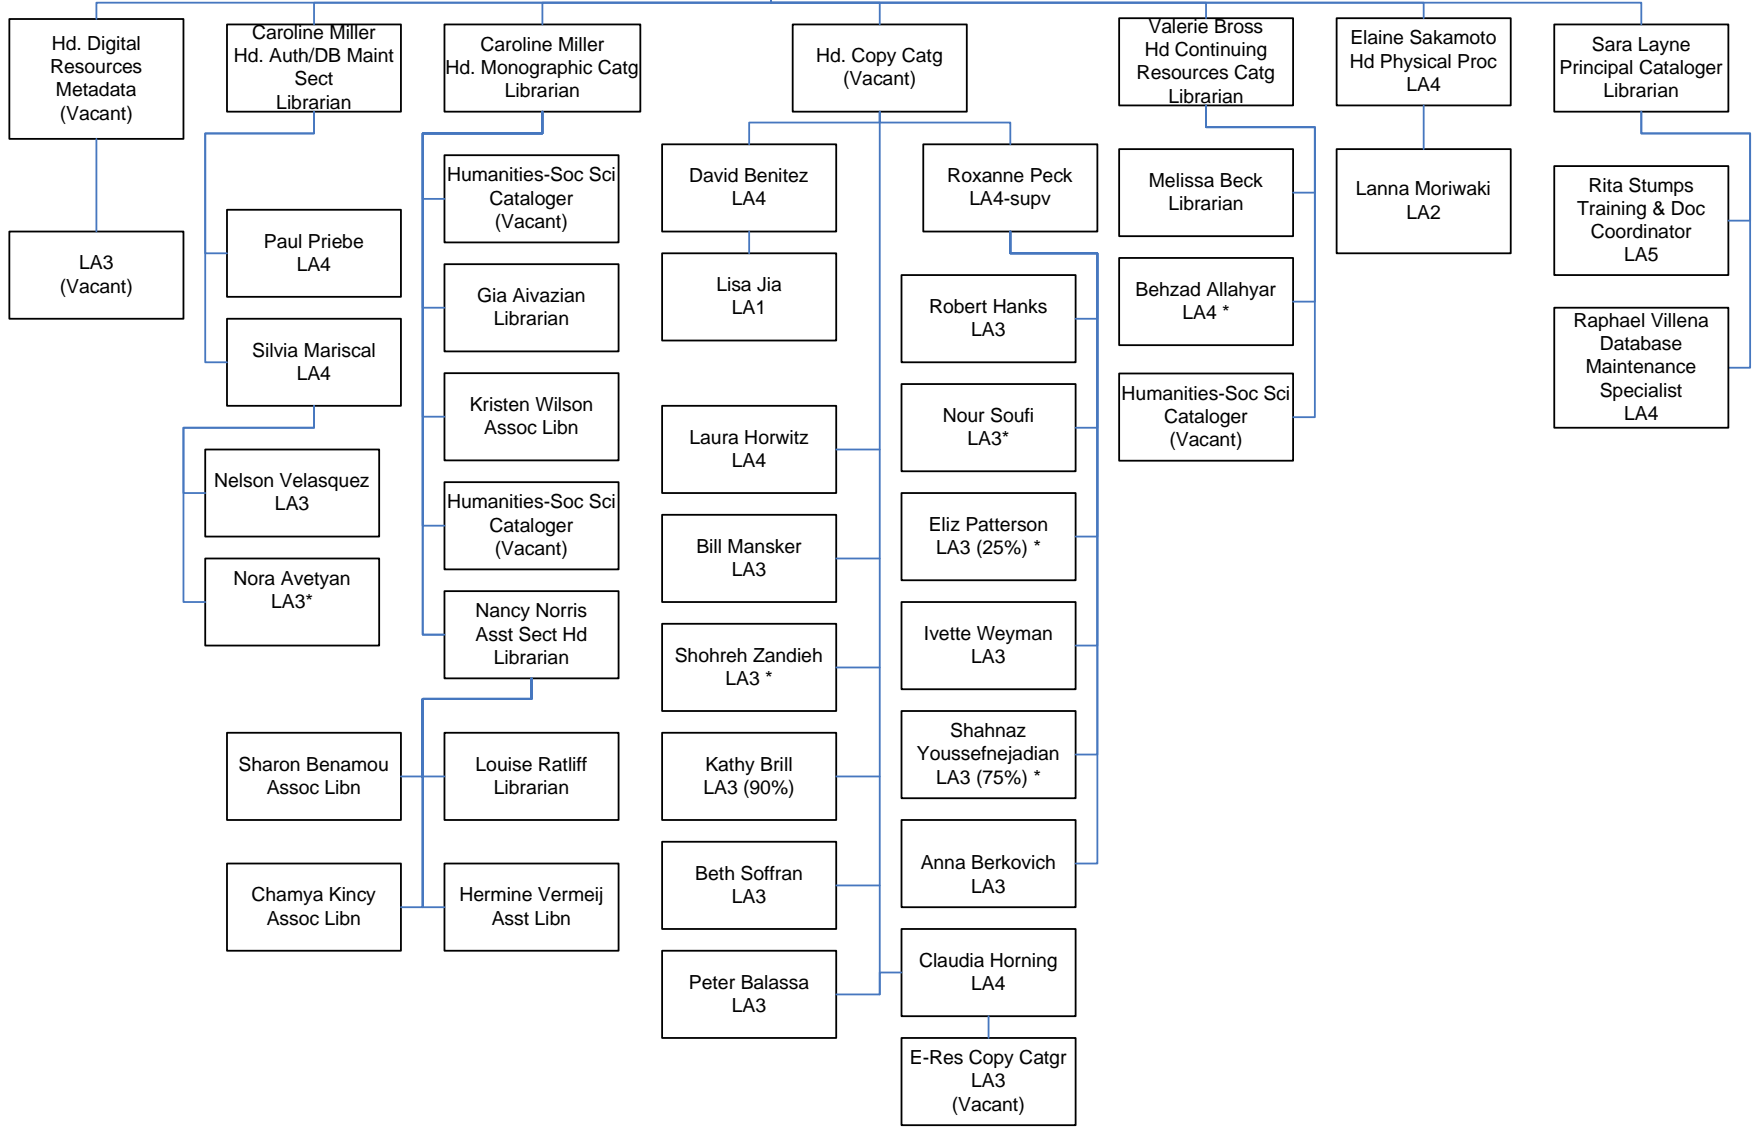 Hd. Digital
Resources
Metadata
(Vacant)
LA3
(Vacant)
Caroline Miller
Hd. Auth/DB Maint
Sect
Librarian
Paul Priebe
LA4
Silvia Mariscal
LA4
Nelson Velasquez
LA3
Nora Avetyan
LA3*
Caroline Miller
Hd. Monographic Catg
Librarian
Humanities-Soc Sci
Cataloger
(Vacant)
Gia Aivazian
Librarian
Kristen Wilson
Assoc Libn
Humanities-Soc Sci
Cataloger
(Vacant)
Nancy Norris
Asst Sect Hd
Librarian
Sharon Benamou
Assoc Libn
Louise Ratliff
Librarian
Chamya Kincy
Assoc Libn
Hermine Vermeij
Asst Libn
Hd. Copy Catg
(Vacant)
David Benitez
LA4
Lisa Jia
LA1
Laura Horwitz
LA4
Bill Mansker
LA3
Shohreh Zandieh
LA3 *
Kathy Brill
LA3 (90%)
Beth Soffran
LA3
Peter Balassa
LA3
Roxanne Peck
LA4-supv
Robert Hanks
LA3
Nour Soufi
LA3*
Eliz Patterson
LA3 (25%) *
Ivette Weyman
LA3
Shahnaz
Youssefnejadian
LA3 (75%) *
Anna Berkovich
LA3
Claudia Horning
LA4
E-Res Copy Catgr
LA3
(Vacant)
Valerie Bross
Hd Continuing
Resources Catg
Librarian
Melissa Beck
Librarian
Behzad Allahyar
LA4 *
Humanities-Soc Sci
Cataloger
(Vacant)
Elaine Sakamoto
Hd Physical Proc
LA4
Lanna Moriwaki
LA2
Sara Layne
Principal Cataloger
Librarian
Rita Stumps
Training & Doc
Coordinator
LA5
Raphael Villena
Database
Maintenance
Specialist
LA4